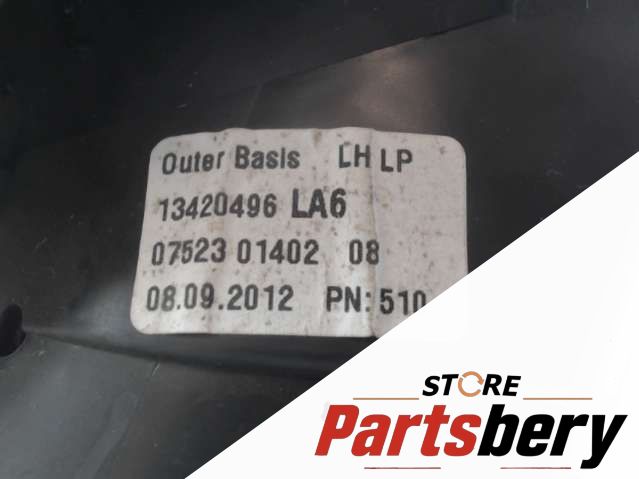 Outer Basis LH LP
13420496 LA6
07523 01402 08
08.09.2012 PN: 510
STORE
Partsbery